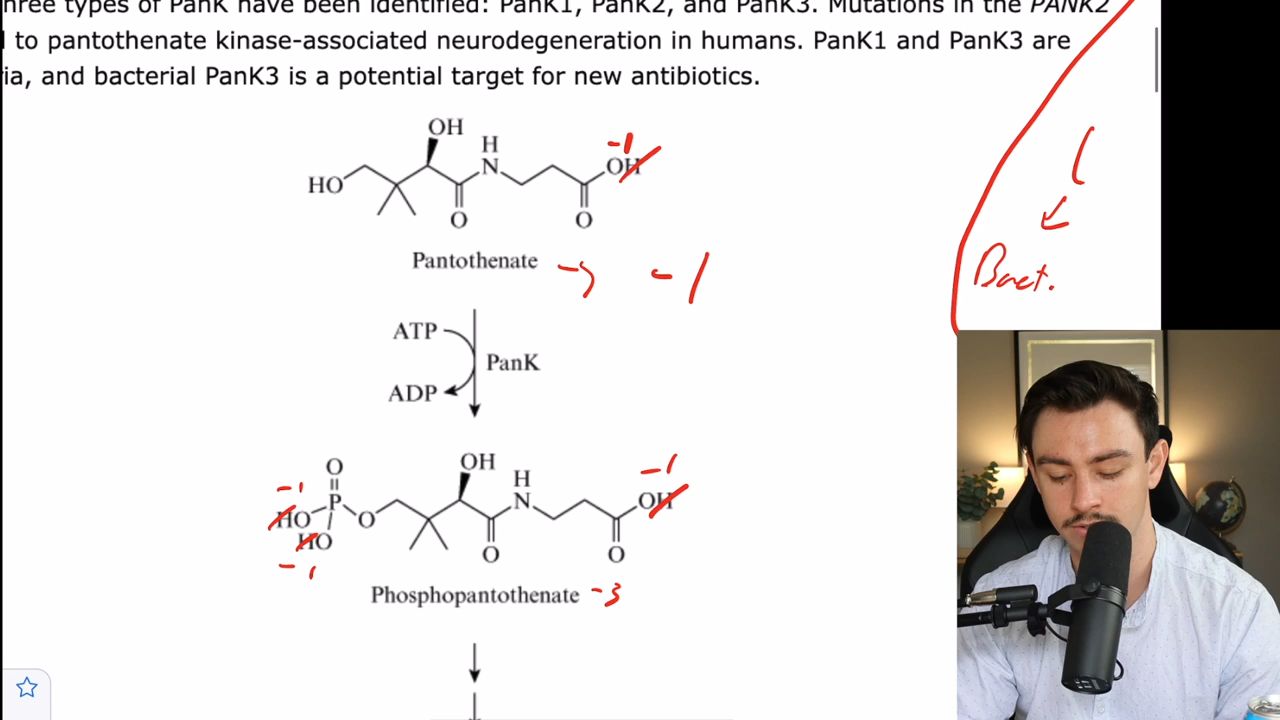 hree types of PanK have been identified: PanK1, PanK2, and PanK3. Mutations in the PANK2
to pantothenate kinase-associated neurodegeneration in humans. PanK1 and PanK3 are
ria, and bacterial PanK3 is a potential target for new antibiotics.
OH
H
N
-1
OH
HO
O
O
Pantothenate → -1
Bact.
ATP
PanK
ADP
O
OH
H
-1
-1
P
N
OH
HO
O
HO
-1
O
O
Phosphopantothenate -3